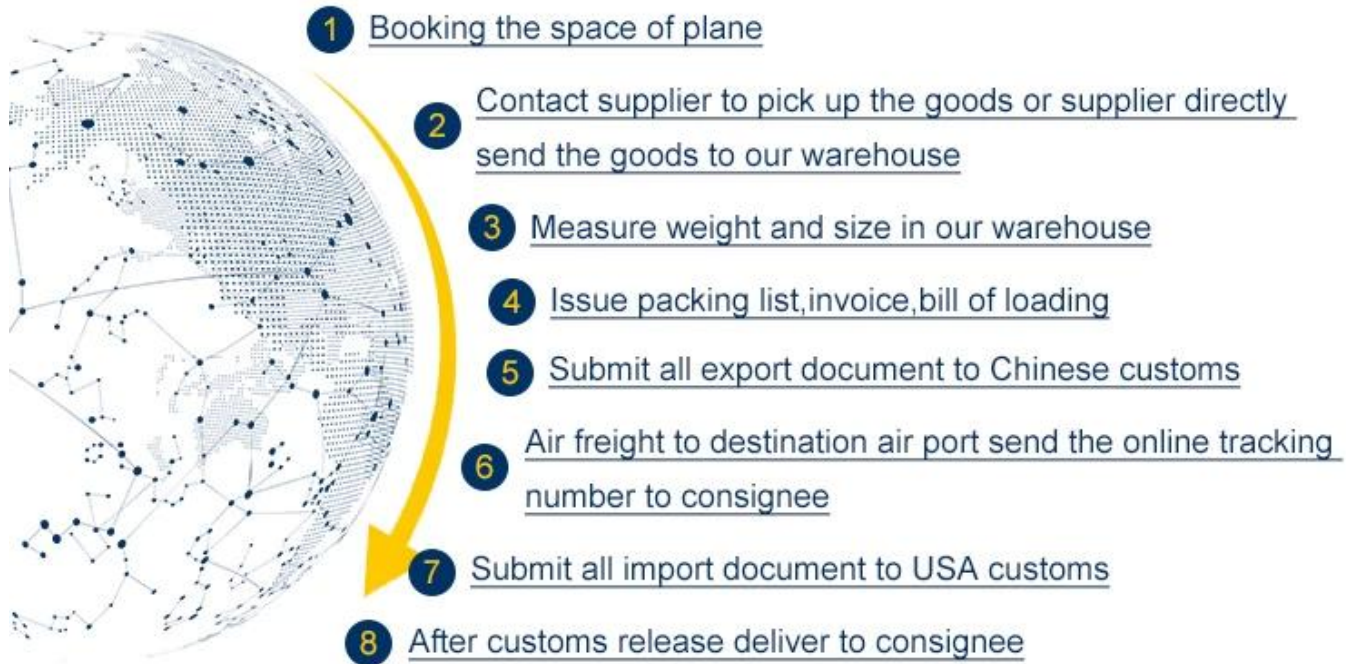 1 Booking the space of plane
2 Contact supplier to pick up the goods or supplier directly
send the goods to our warehouse
3 Measure weight and size in our warehouse
4 Issue packing list,invoice,bill of loading
5 Submit all export document to Chinese customs
6 Air freight to destination air port send the online tracking
number to consignee
7 Submit all import document to USA customs
8 After customs release deliver to consignee